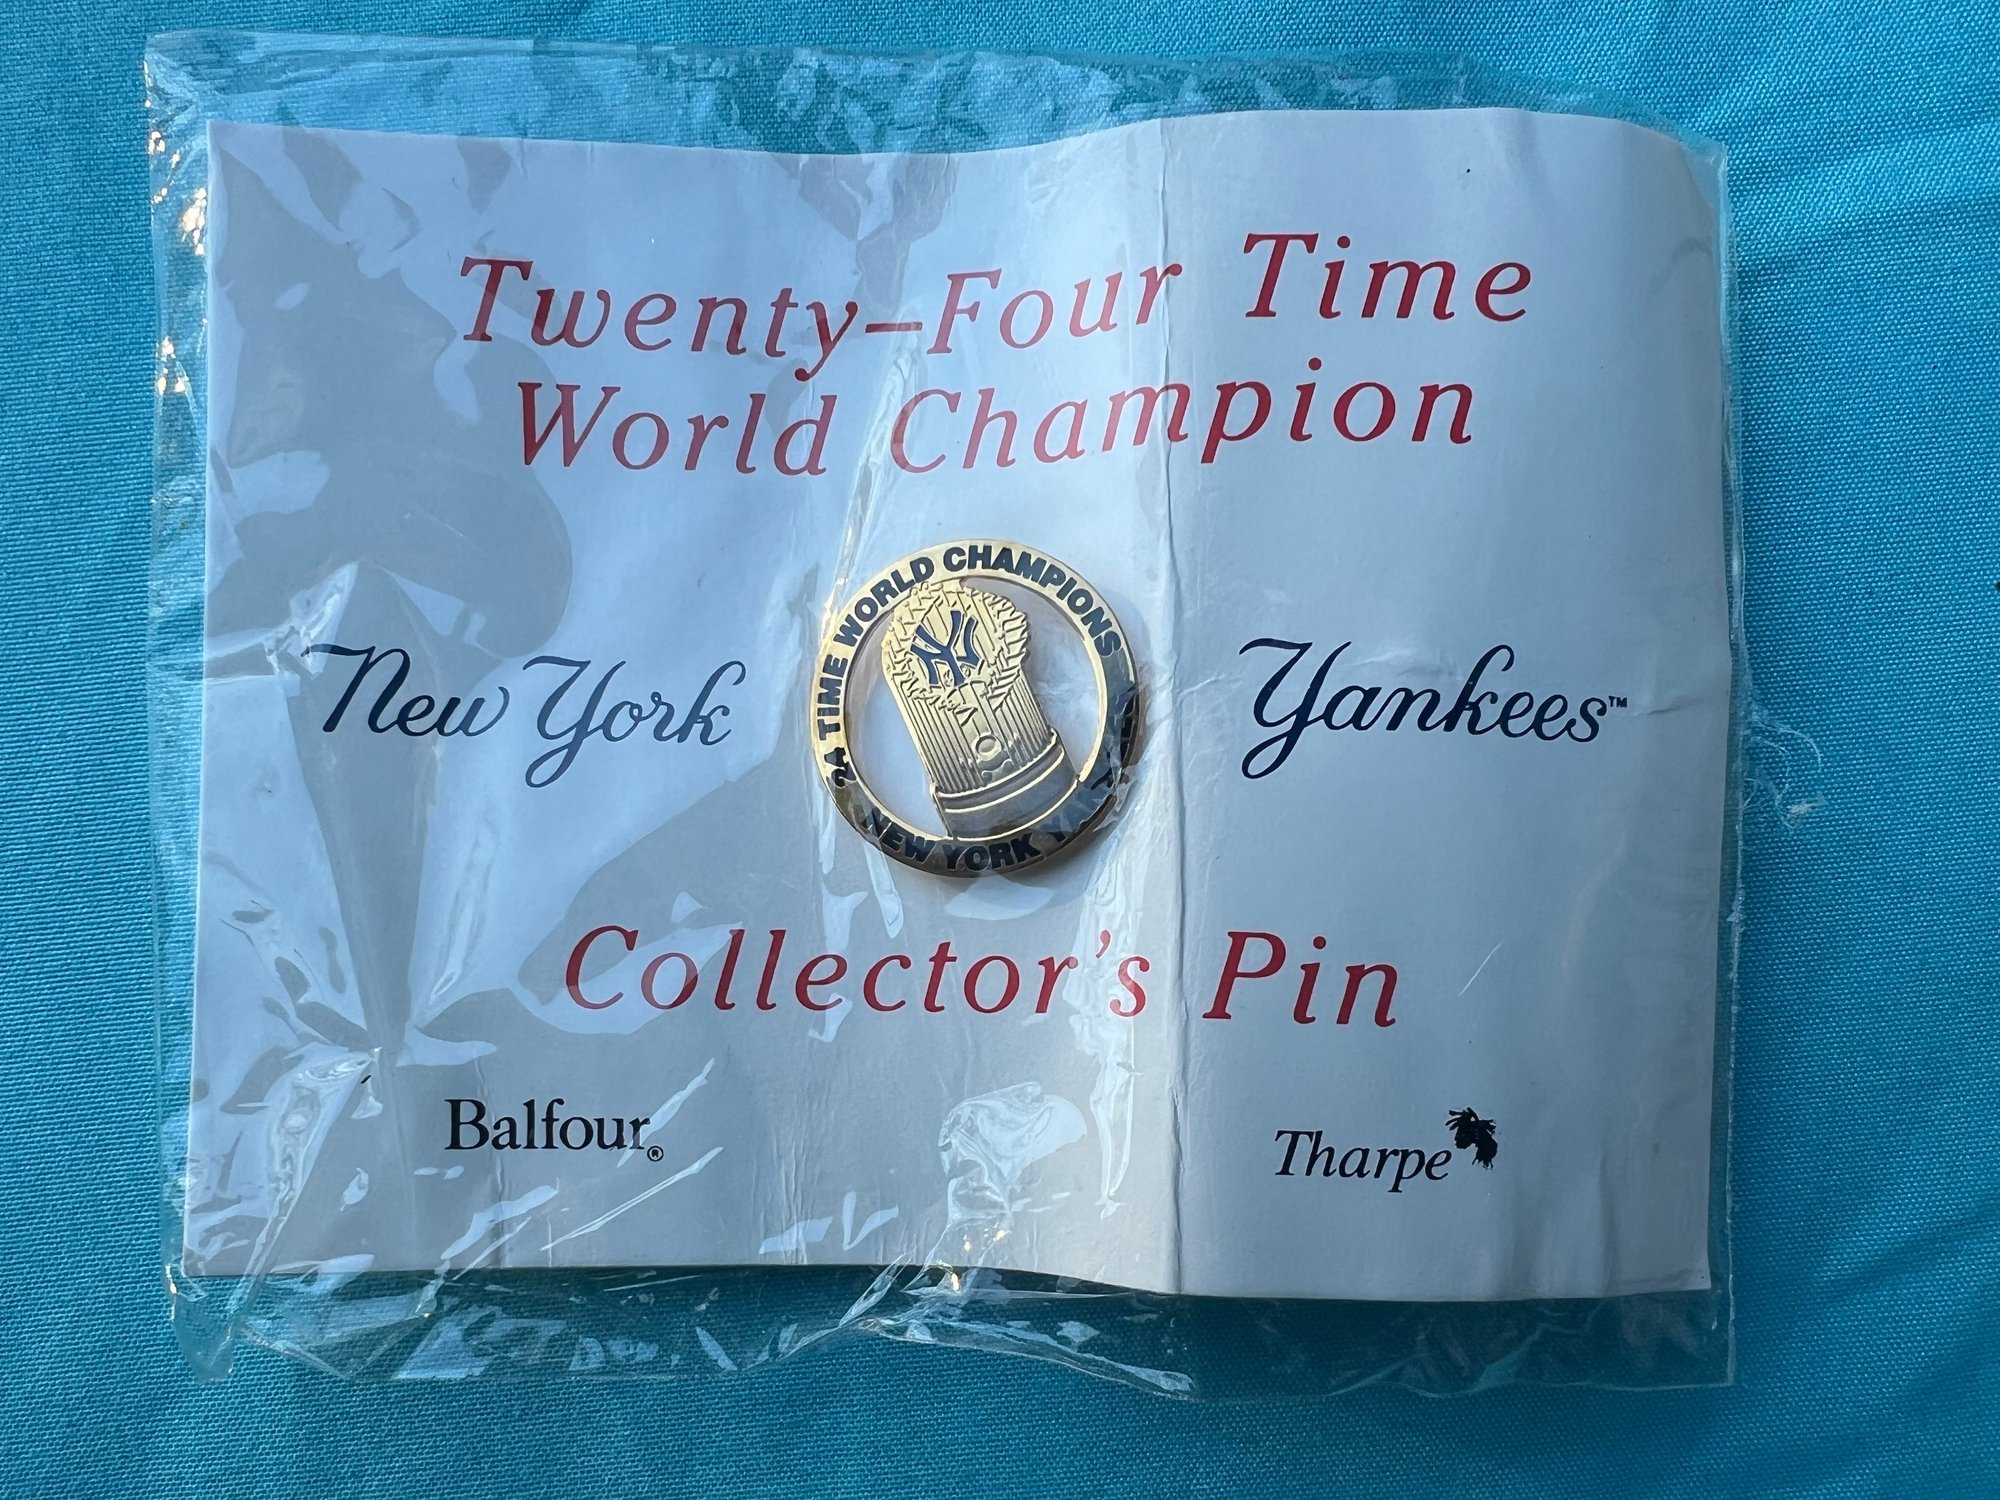 Twenty–Four Time
World Champion
24 TIME WORLD CHAMPIONS
NY
NEW YORK
New York Yankees™
Collector's Pin
Balfour®
Tharpe